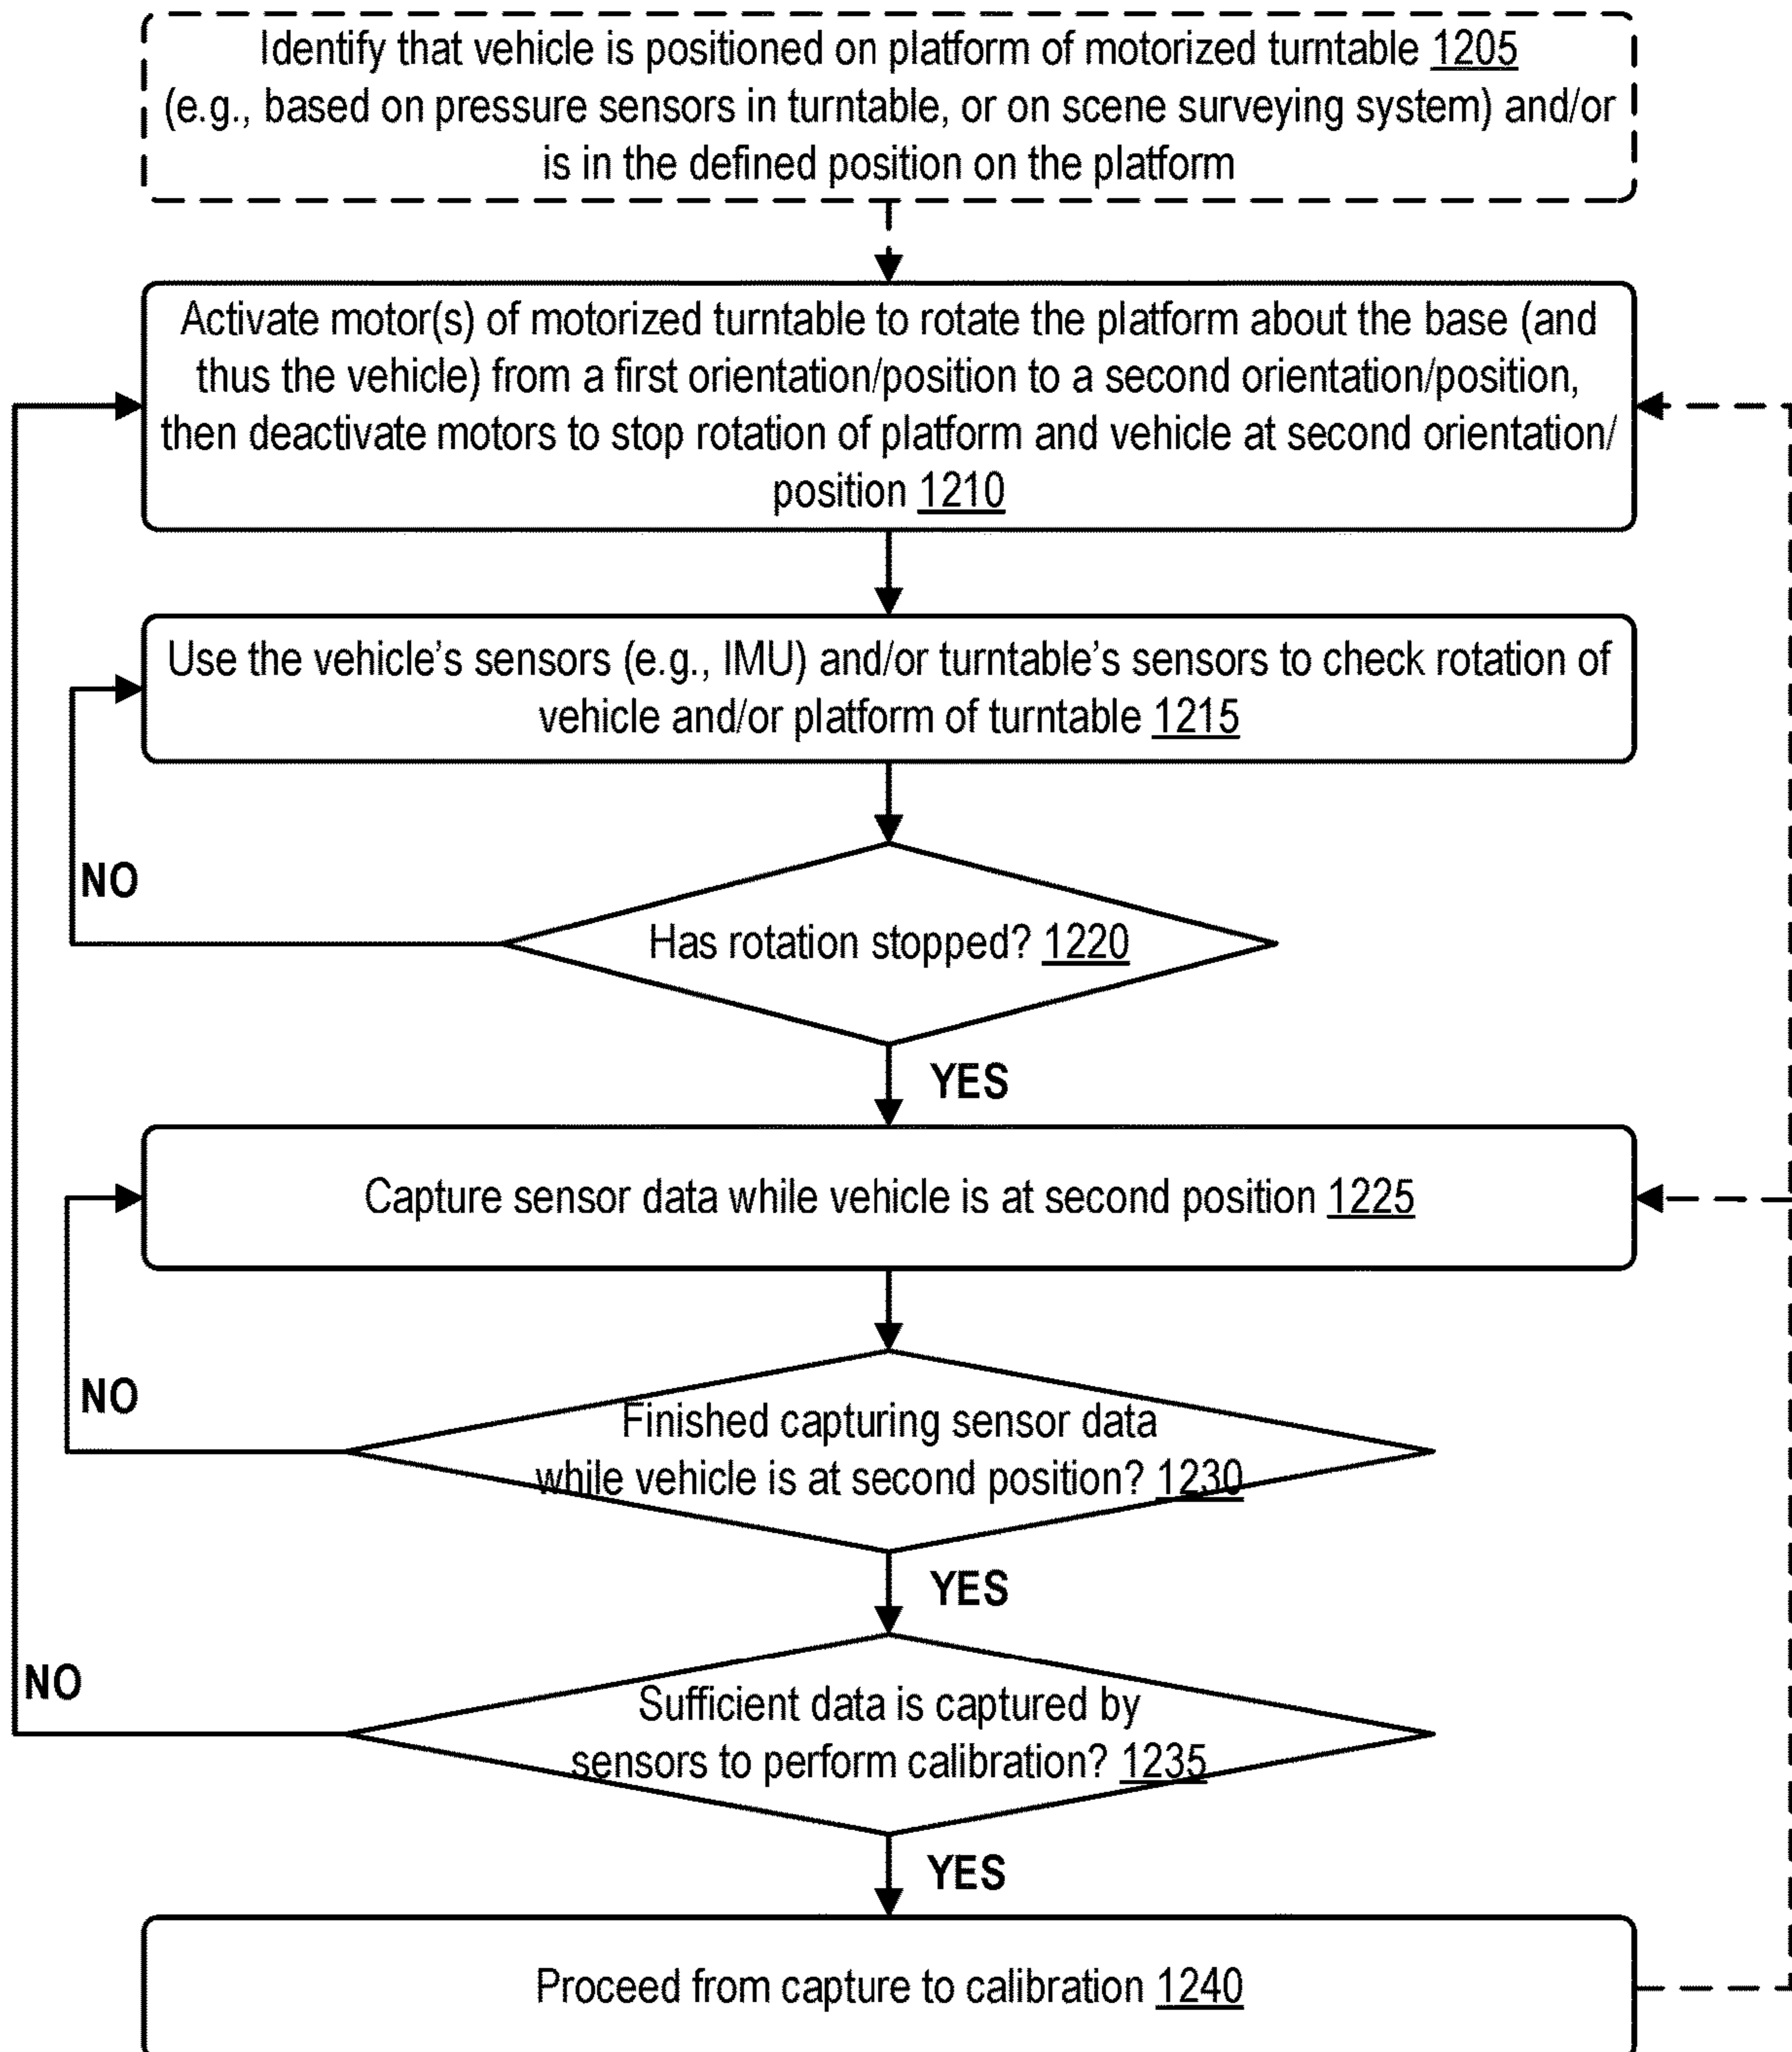 Identify that vehicle is positioned on platform of motorized turntable 1205
(e.g., based on pressure sensors in turntable, or on scene surveying system) and/or
is in the defined position on the platform
Activate motor(s) of motorized turntable to rotate the platform about the base (and
thus the vehicle) from a first orientation/position to a second orientation/position,
then deactivate motors to stop rotation of platform and vehicle at second orientation/
position 1210
Use the vehicle's sensors (e.g., IMU) and/or turntable's sensors to check rotation of
vehicle and/or platform of turntable 1215
NO
Has rotation stopped? 1220
YES
Capture sensor data while vehicle is at second position 1225
NO
Finished capturing sensor data
while vehicle is at second position? 1230
YES
NO
Sufficient data is captured by
sensors to perform calibration? 1235
YES
Proceed from capture to calibration 1240